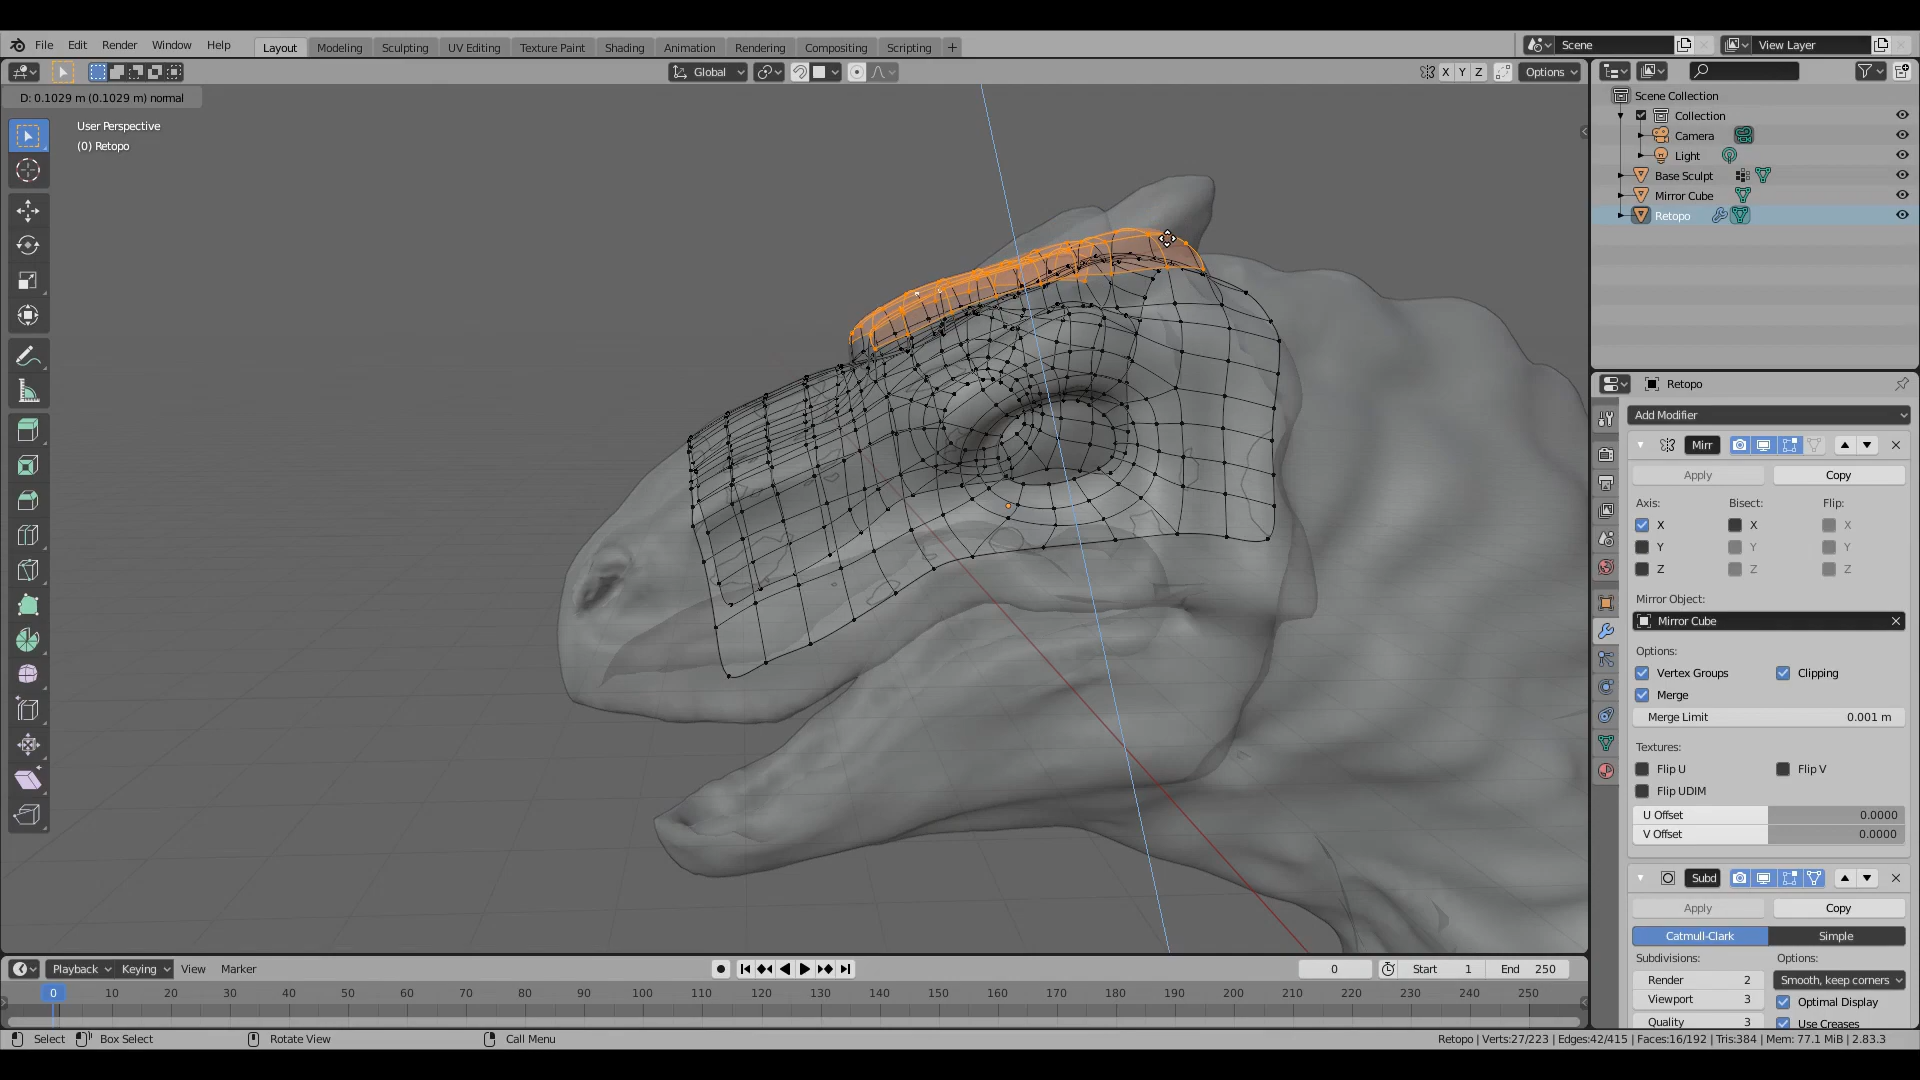 File Edit Render Window Help Layout Modeling Sculpting UV Editing Texture Paint Shading Animation Rendering Compositing Scripting + Scene View Layer
Global X Y Z Options
D: 0.1029 m (0.1029 m) normal
User Perspective
(0) Retopo
Scene Collection
Collection
Camera
Light
Base Sculpt
Mirror Cube
Retopo
Retopo
Add Modifier
Mirr
Apply Copy
Axis: Bisect: Flip:
X X X
Y Y Y
Z Z Z
Mirror Object:
Mirror Cube
Options:
Vertex Groups Clipping
Merge
Merge Limit 0.001 m
Textures:
Flip U Flip V
Flip UDIM
U Offset 0.0000
V Offset 0.0000
Subd
Apply Copy
Catmull-Clark Simple
Subdivisions: Options:
Render 2 Smooth, keep corners
Viewport 3 Optimal Display
Quality 3 Use Creases
Playback Keying View Marker 0 Start 1 End 250
0 10 20 30 40 50 60 70 80 90 100 110 120 130 140 150 160 170 180 190 200 210 220 230 240 250
Select Box Select Rotate View Call Menu Retopo | Verts:27/223 | Edges:42/415 | Faces:16/192 | Tris:384 | Mem: 77.1 MiB | 2.83.3